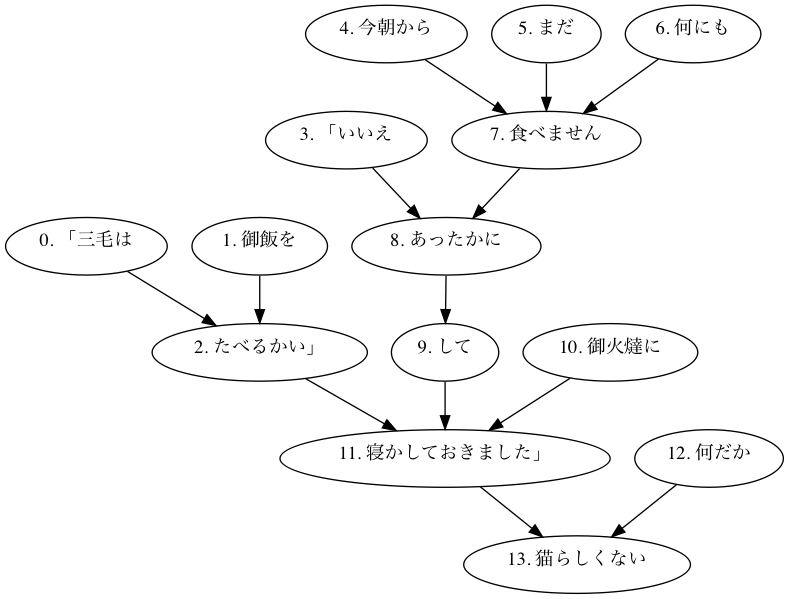 4. 今朝から
5. まだ
6. 何にも
3. 「いいえ
7. 食べません
0. 「三毛は
1. 御飯を
8. あったかに
2. たべるかい」
9. して
10. 御火燵に
11. 寝かしておきました」
12. 何だか
13. 猫らしくない